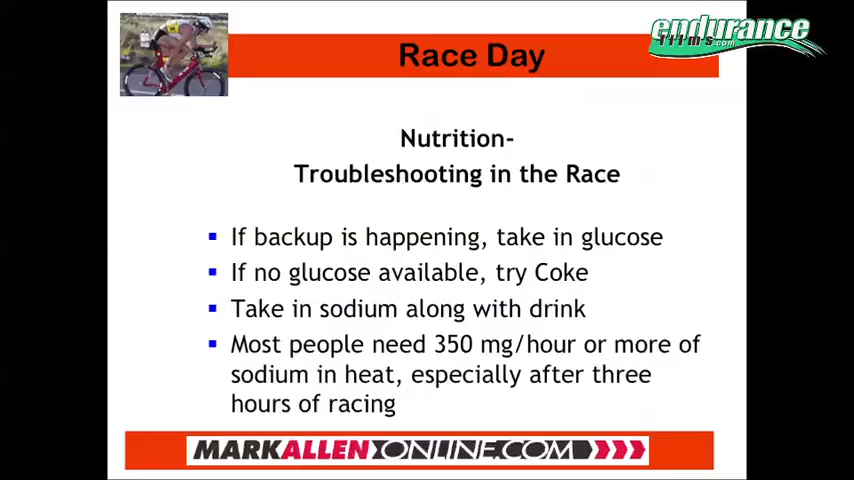 endurance
films.com
Race Day
Nutrition-
Troubleshooting in the Race
If backup is happening, take in glucose
If no glucose available, try Coke
Take in sodium along with drink
Most people need 350 mg/hour or more of
sodium in heat, especially after three
hours of racing
MARKALLENONLINE.COM